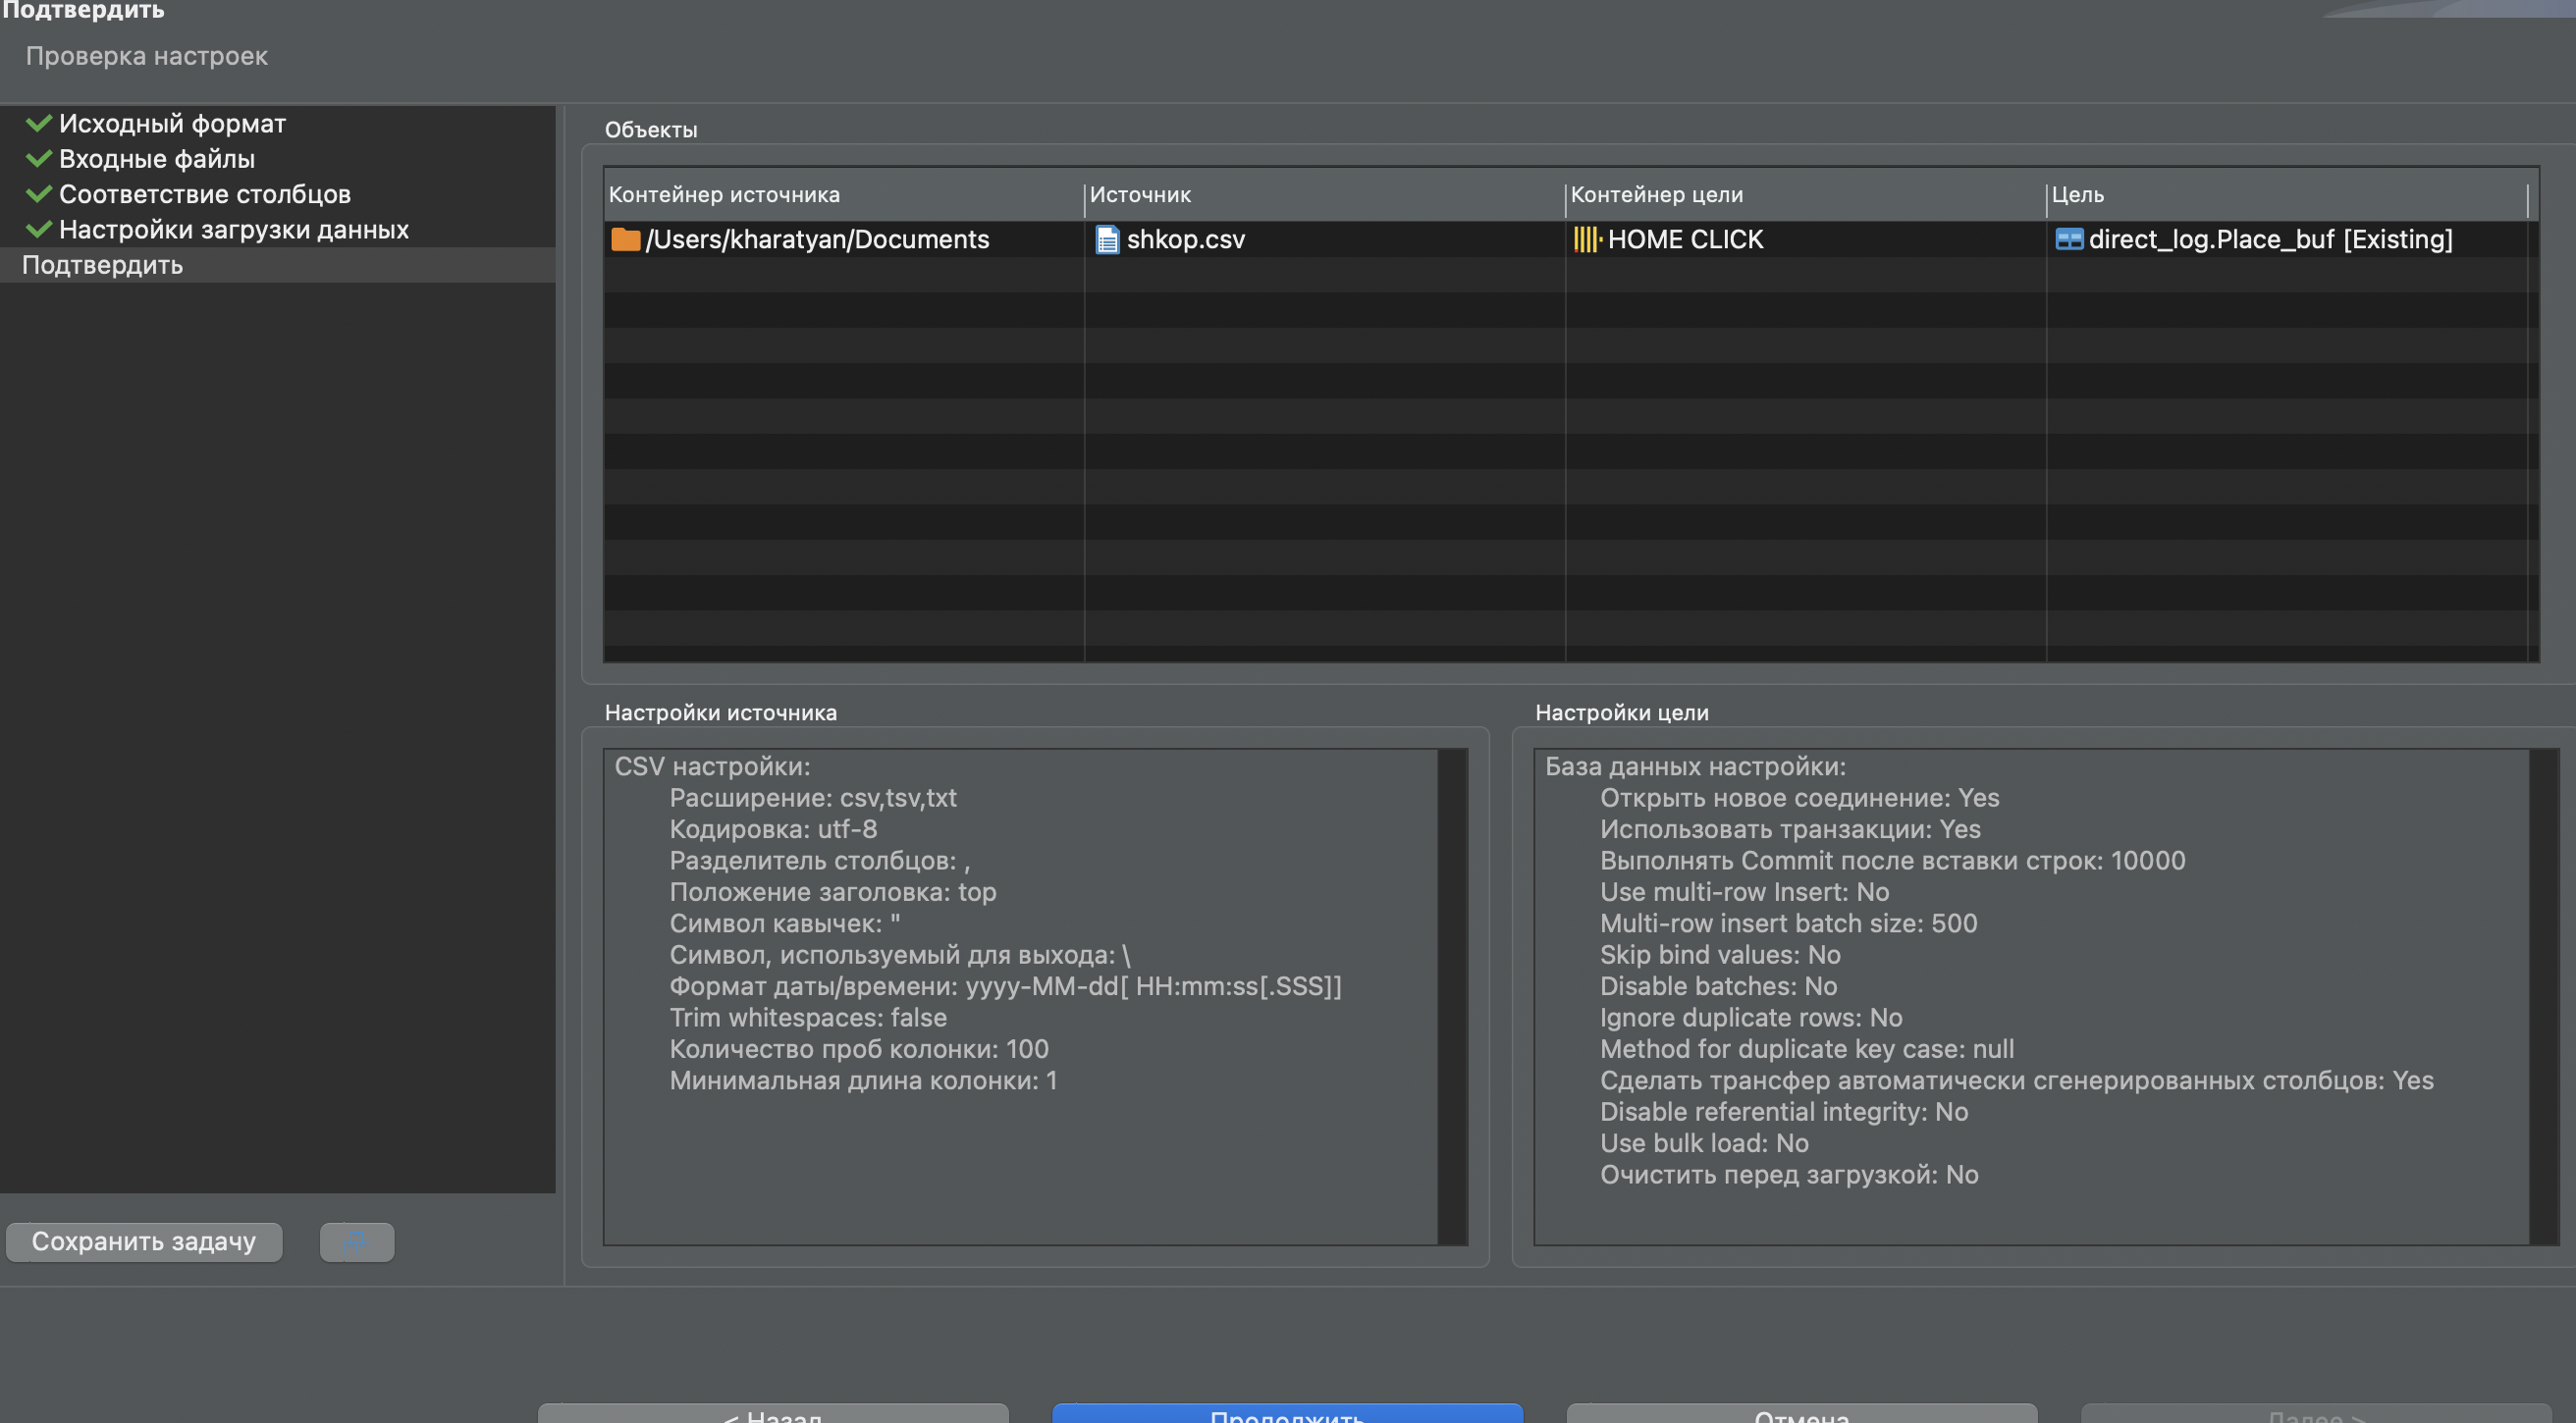 Подтвердить
Проверка настроек
Исходный формат
Входные файлы
Соответствие столбцов
Настройки загрузки данных
Подтвердить
Объекты
Контейнер источника Источник Контейнер цели Цель
/Users/kharatyan/Documents shkop.csv HOME CLICK direct_log.Place_buf [Existing]
Настройки источника
CSV настройки:
Расширение: csv,tsv,txt
Кодировка: utf-8
Разделитель столбцов: ,
Положение заголовка: top
Символ кавычек: "
Символ, используемый для выхода: \
Формат даты/времени: yyyy-MM-dd[ HH:mm:ss[.SSS]]
Trim whitespaces: false
Количество проб колонки: 100
Минимальная длина колонки: 1
Настройки цели
База данных настройки:
Открыть новое соединение: Yes
Использовать транзакции: Yes
Выполнять Commit после вставки строк: 10000
Use multi-row Insert: No
Multi-row insert batch size: 500
Skip bind values: No
Disable batches: No
Ignore duplicate rows: No
Method for duplicate key case: null
Сделать трансфер автоматически сгенерированных столбцов: Yes
Disable referential integrity: No
Use bulk load: No
Очистить перед загрузкой: No
Сохранить задачу
< Назад Продолжить Отмена Далее >